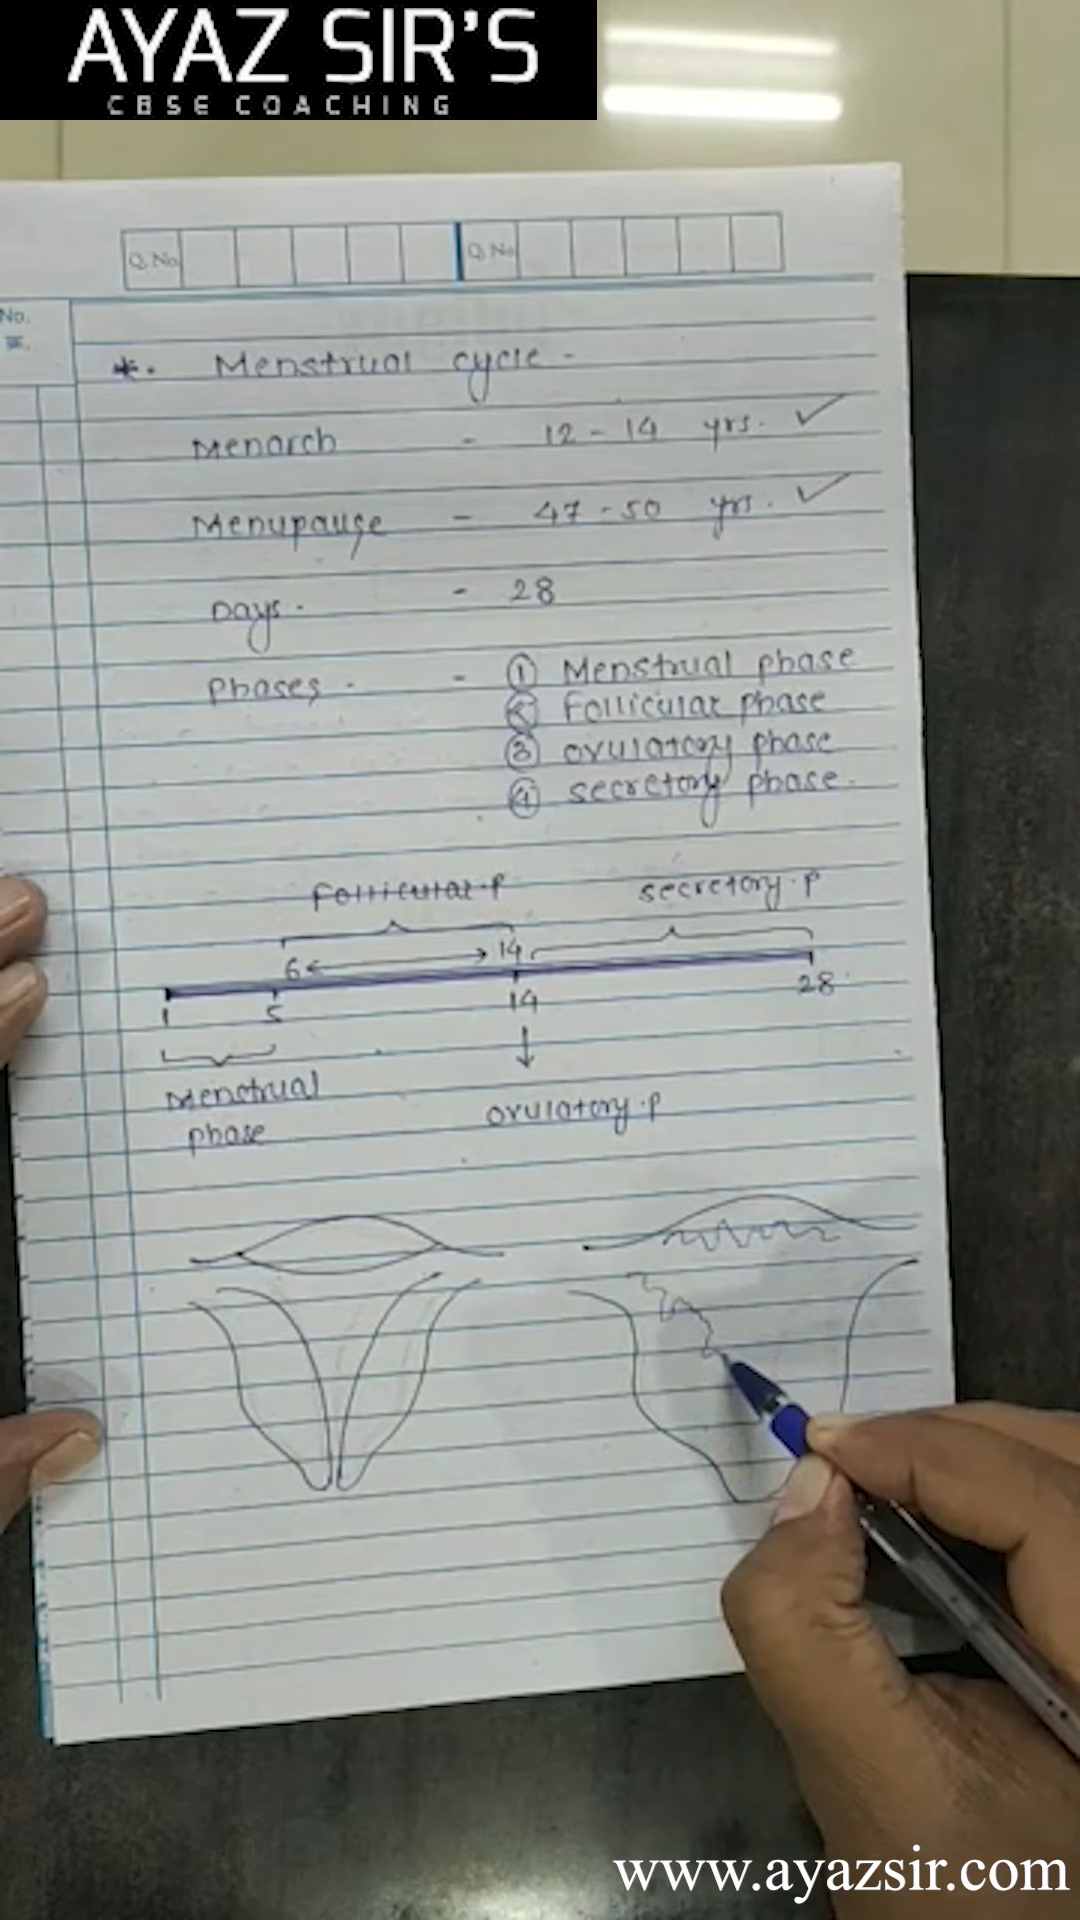 AYAZ SIR'S
CBSE COACHING
Q. No. Q. No.
No.
*. Menstrual cycle -
Menarch - 12 - 14 yrs. ✓
Menupause - 47 - 50 yrs. ✓
Days. - 28
Phases. - ① Menstrual phase
② Follicular phase
③ ovulatory phase
④ secretory phase.
Follicular.p secretory.p
6 14
1 5 14 28
Menstrual
phase
ovulatory.p
www.ayazsir.com